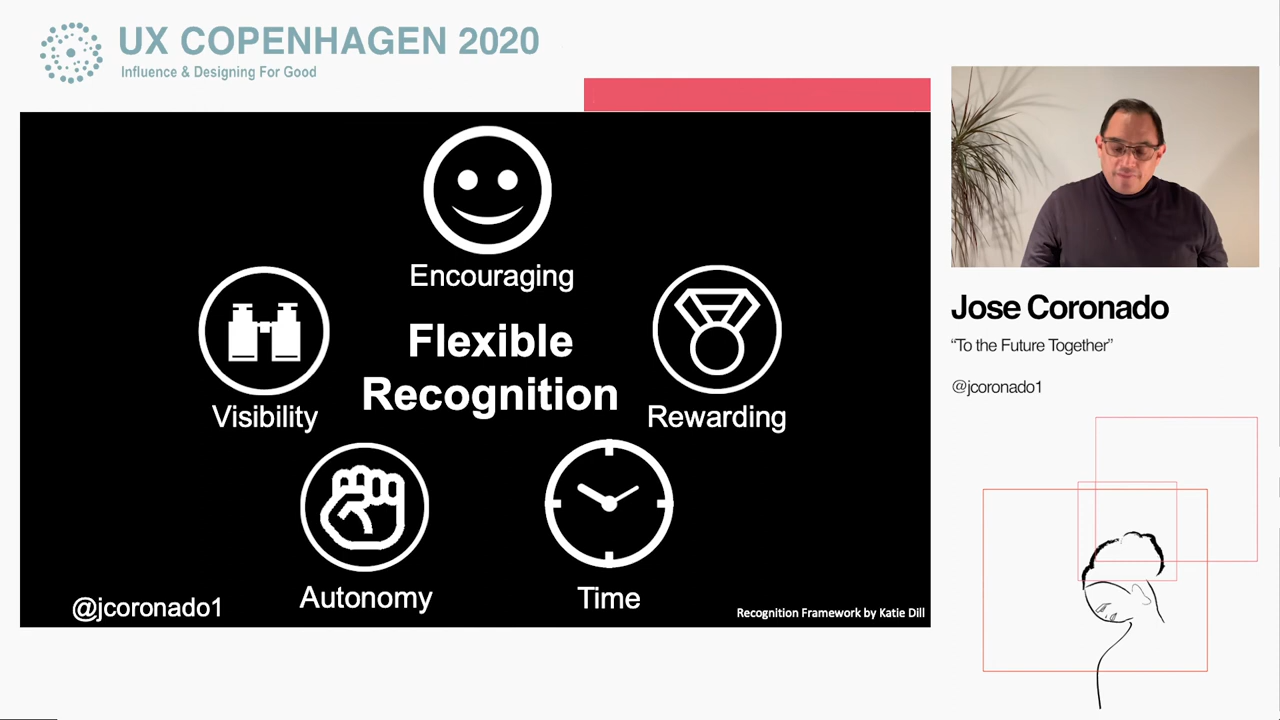 UX COPENHAGEN 2020
Influence & Designing For Good
Encouraging
Flexible
Recognition
Visibility
Rewarding
Autonomy
Time
@jcoronado1
Recognition Framework by Katie Dill
Jose Coronado
“To the Future Together”
@jcoronado1